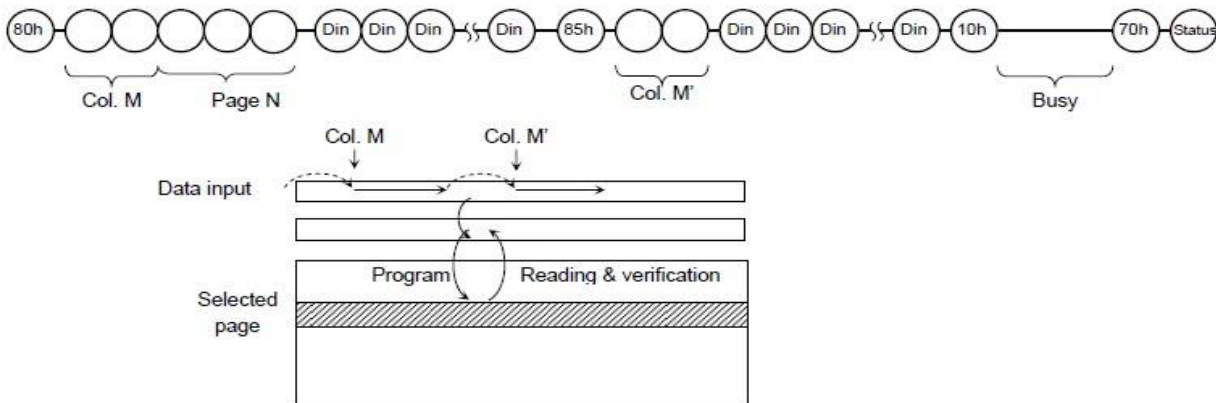 80h Din Din Din Din 85h Din Din Din Din 10h 70h Status
Col. M Page N Col. M’ Busy
Col. M Col. M’
Data input
Program Reading & verification
Selected
page